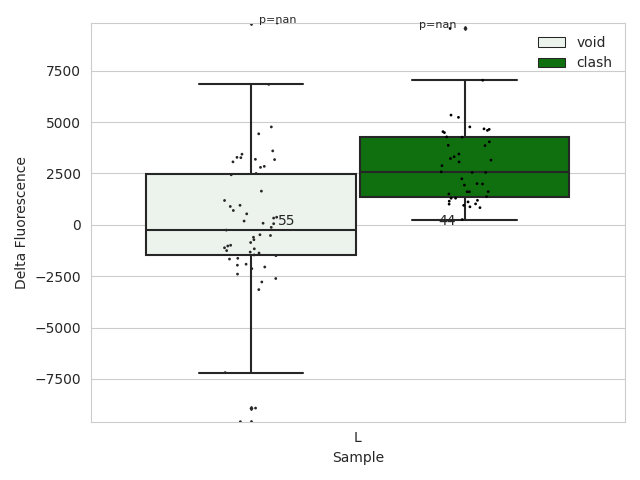 p=nan
p=nan
void
clash
7500
5000
2500
0
−2500
−5000
−7500
55
44
Delta Fluorescence
L
Sample